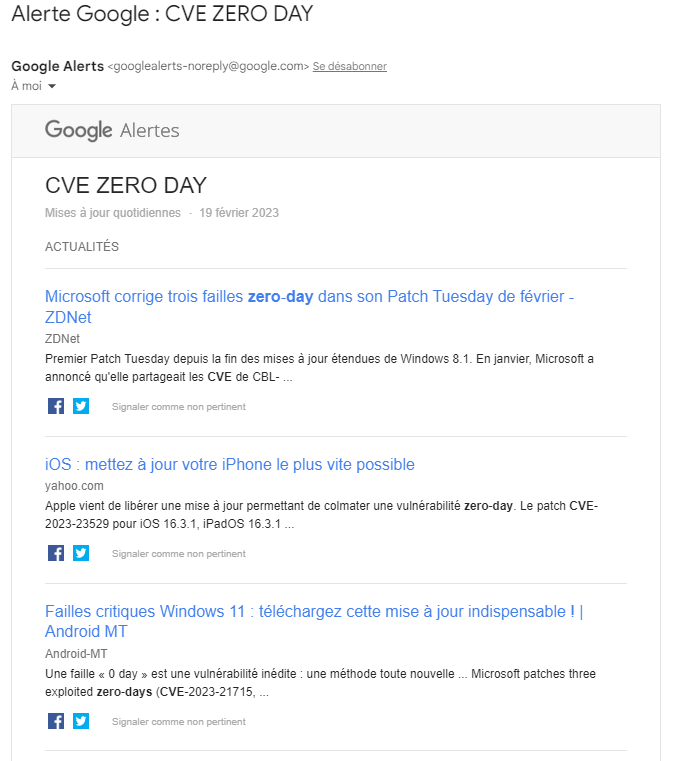 Alerte Google : CVE ZERO DAY
Google Alerts <googlealerts-noreply@google.com> Se désabonner
À moi
Google Alertes
CVE ZERO DAY
Mises à jour quotidiennes - 19 février 2023
ACTUALITÉS
Microsoft corrige trois failles zero-day dans son Patch Tuesday de février -
ZDNet
ZDNet
Premier Patch Tuesday depuis la fin des mises à jour étendues de Windows 8.1. En janvier, Microsoft a
annoncé qu'elle partageait les CVE de CBL- ...
Signaler comme non pertinent
iOS : mettez à jour votre iPhone le plus vite possible
yahoo.com
Apple vient de libérer une mise à jour permettant de colmater une vulnérabilité zero-day. Le patch CVE-
2023-23529 pour iOS 16.3.1, iPadOS 16.3.1 ...
Signaler comme non pertinent
Failles critiques Windows 11 : téléchargez cette mise à jour indispensable ! |
Android MT
Android-MT
Une faille « 0 day » est une vulnérabilité inédite : une méthode toute nouvelle ... Microsoft patches three
exploited zero-days (CVE-2023-21715, ...
Signaler comme non pertinent